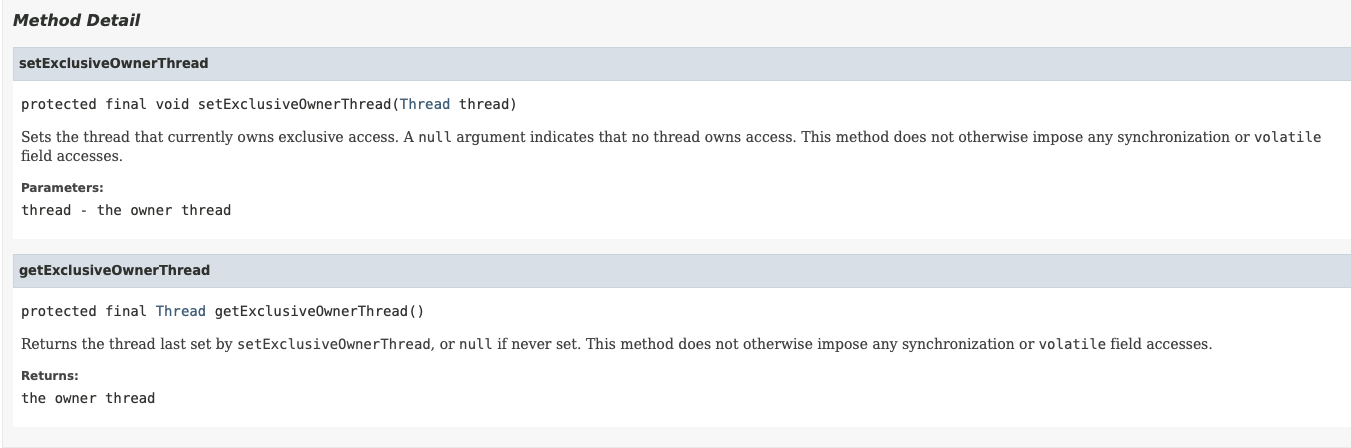 Method Detail
setExclusiveOwnerThread
protected final void setExclusiveOwnerThread(Thread thread)
Sets the thread that currently owns exclusive access. A null argument indicates that no thread owns access. This method does not otherwise impose any synchronization or volatile
field accesses.
Parameters:
thread - the owner thread
getExclusiveOwnerThread
protected final Thread getExclusiveOwnerThread()
Returns the thread last set by setExclusiveOwnerThread, or null if never set. This method does not otherwise impose any synchronization or volatile field accesses.
Returns:
the owner thread